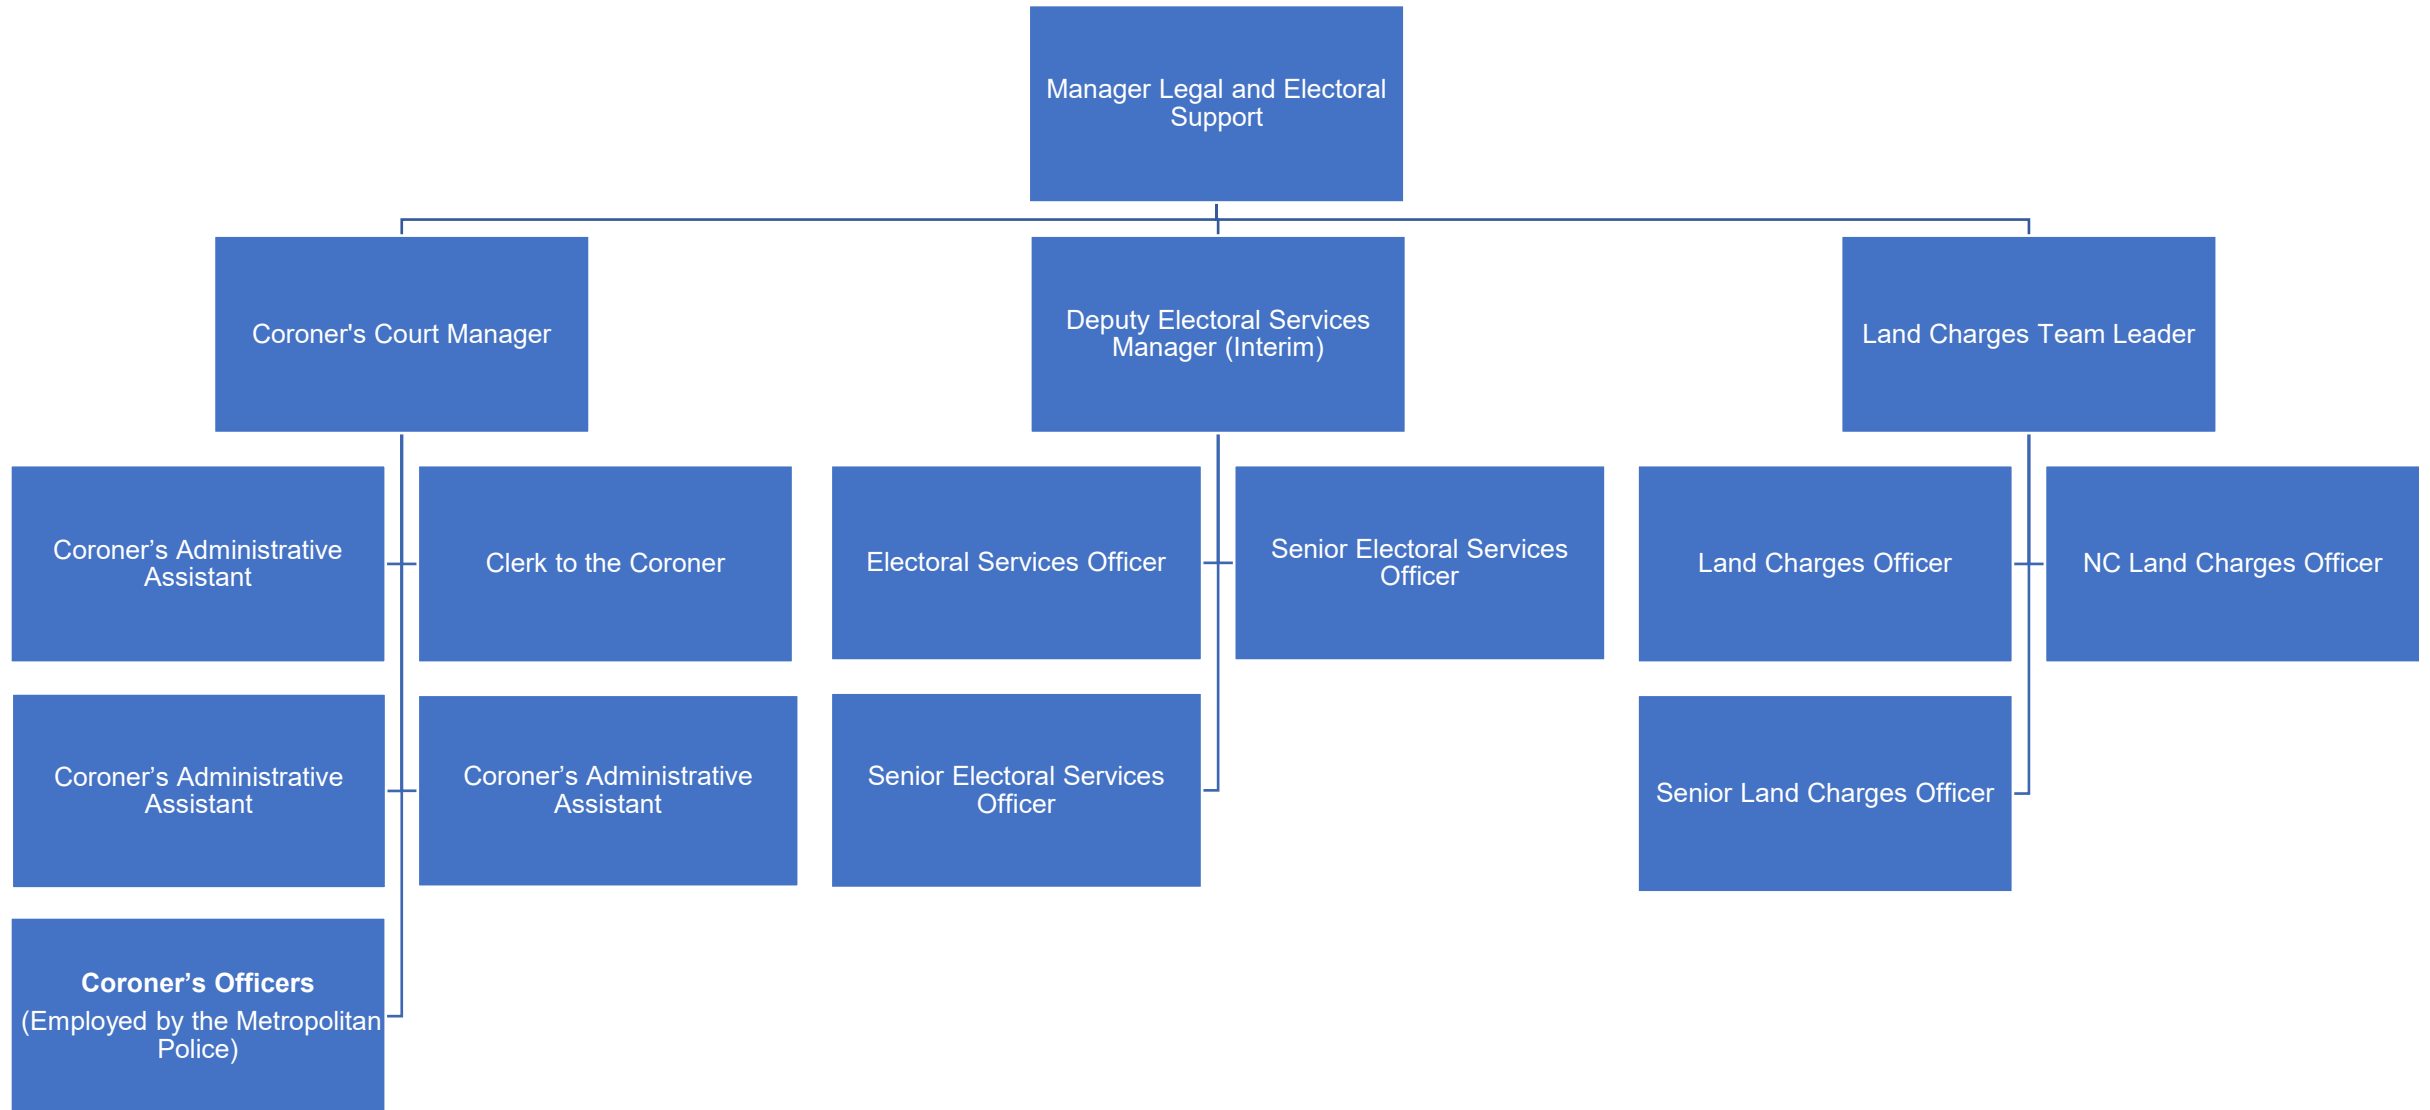 Manager Legal and Electoral
Support
Coroner's Court Manager
Deputy Electoral Services
Manager (Interim)
Land Charges Team Leader
Coroner’s Administrative
Assistant
Clerk to the Coroner
Electoral Services Officer
Senior Electoral Services
Officer
Land Charges Officer
NC Land Charges Officer
Coroner’s Administrative
Assistant
Coroner’s Administrative
Assistant
Senior Electoral Services
Officer
Senior Land Charges Officer
Coroner’s Officers
(Employed by the Metropolitan
Police)